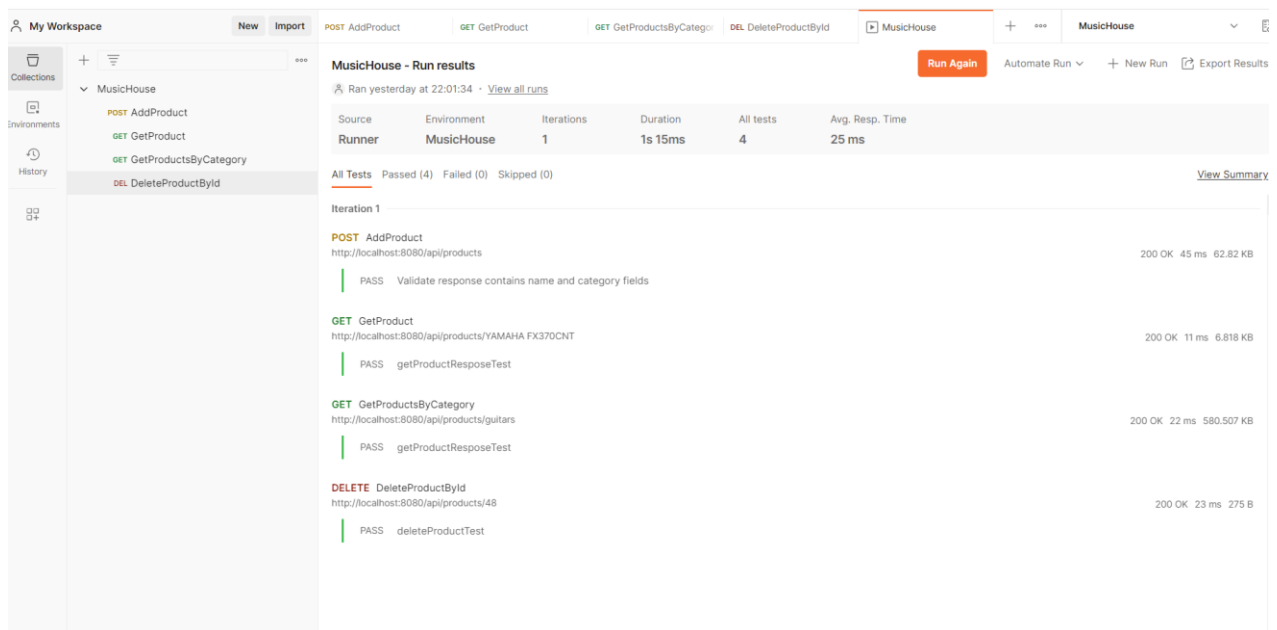 My Workspace New Import POST AddProduct GET GetProduct GET GetProductsByCategor DEL DeleteProductById MusicHouse MusicHouse
Collections
Environments
History
MusicHouse
POST AddProduct
GET GetProduct
GET GetProductsByCategory
DEL DeleteProductById
MusicHouse - Run results Run Again Automate Run New Run Export Results
Ran yesterday at 22:01:34 · View all runs
Source Environment Iterations Duration All tests Avg. Resp. Time
Runner MusicHouse 1 1s 15ms 4 25 ms
All Tests Passed (4) Failed (0) Skipped (0) View Summary
Iteration 1
POST AddProduct
http://localhost:8080/api/products 200 OK 45 ms 62.82 KB
PASS Validate response contains name and category fields
GET GetProduct
http://localhost:8080/api/products/YAMAHA FX370CNT 200 OK 11 ms 6.818 KB
PASS getProductResposeTest
GET GetProductsByCategory
http://localhost:8080/api/products/guitars 200 OK 22 ms 580.507 KB
PASS getProductResposeTest
DELETE DeleteProductById
http://localhost:8080/api/products/48 200 OK 23 ms 275 B
PASS deleteProductTest